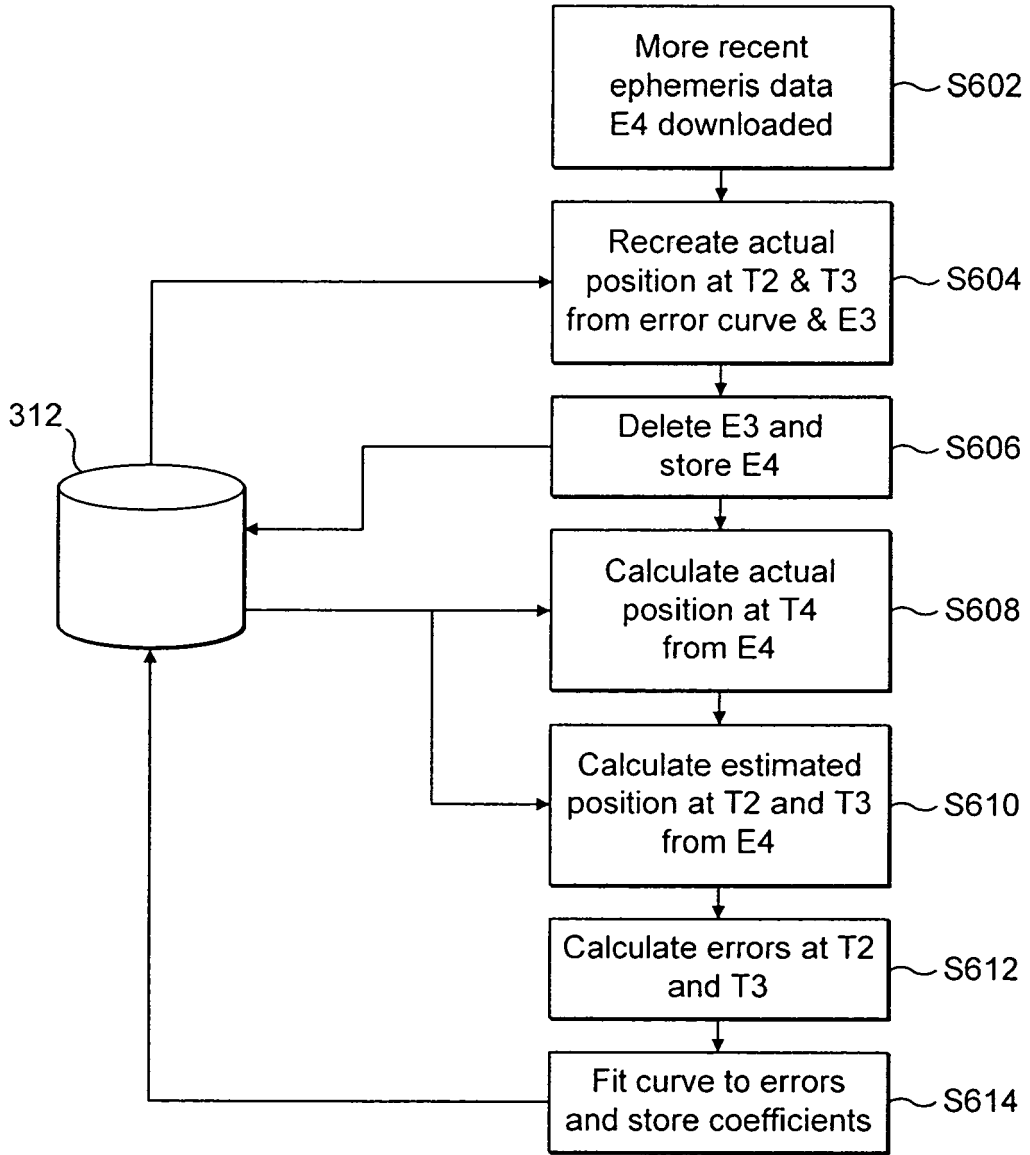 More recent
ephemeris data
E4 downloaded
S602
Recreate actual
position at T2 & T3
from error curve & E3
S604
312
Delete E3 and
store E4
S606
Calculate actual
position at T4
from E4
S608
Calculate estimated
position at T2 and T3
from E4
S610
Calculate errors at T2
and T3
S612
Fit curve to errors
and store coefficients
S614